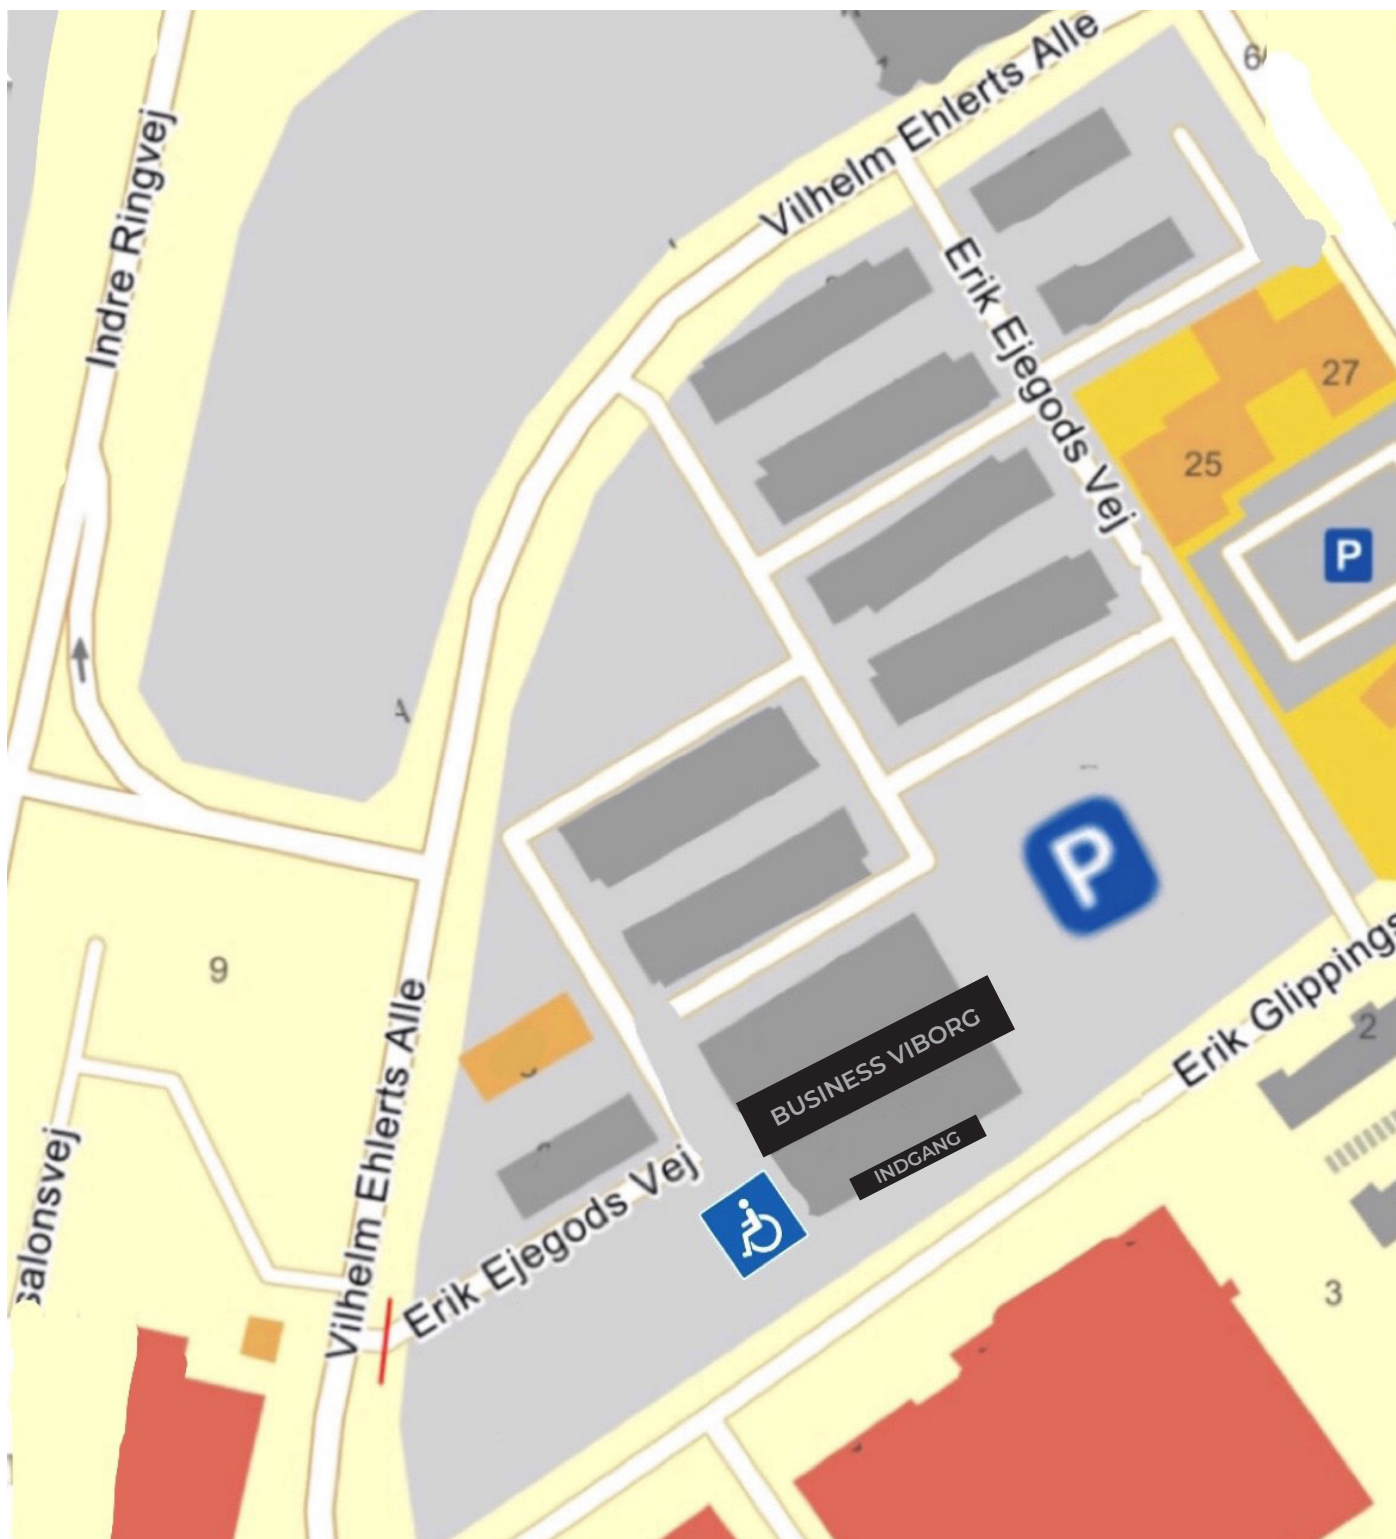 Vilhelm Ehlerts Alle
Indre Ringvej
Erik Ejegods Vej
27
25
P
P
9
Vilhelm Ehlerts Alle
BUSINESS VIBORG
INDGANG
Erik Glippings
2
Erik Ejegods Vej
3